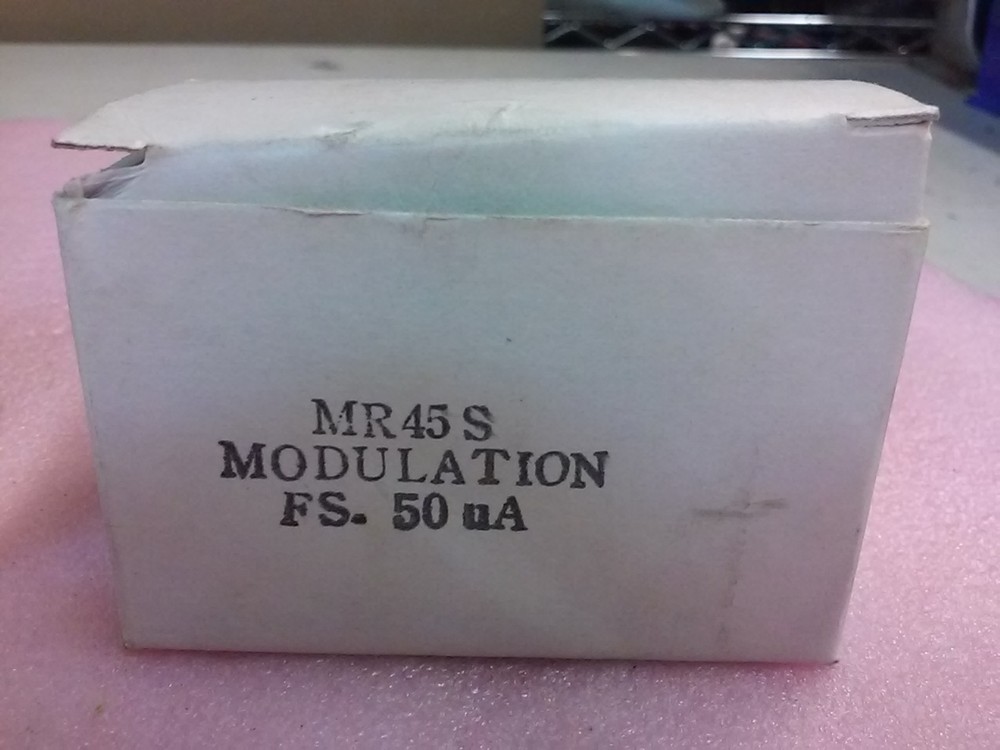 MR45S
MODULATION
FS. 50 uA